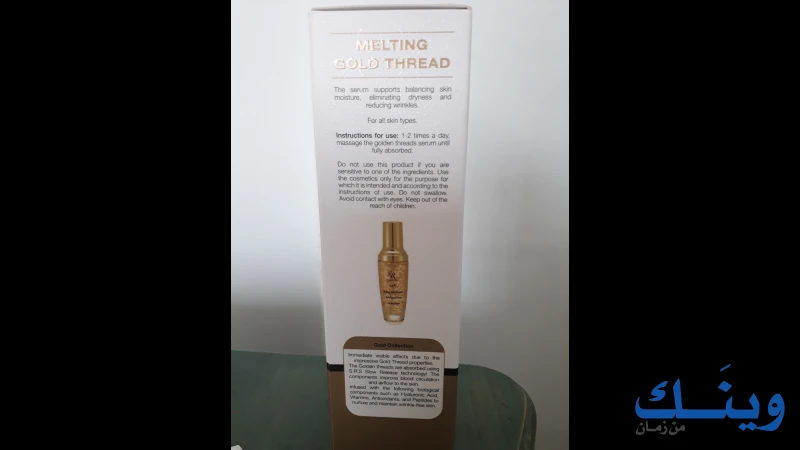 MELTING
GOLD THREAD
The serum supports balancing skin
moisture, eliminating dryness and
reducing wrinkles.
For all skin types.
Instructions for use: 1-2 times a day,
massage the golden threads serum until
fully absorbed.
Do not use this product if you are
sensitive to one of the ingredients. Use
the cosmetics only for the purpose for
which it is intended and according to the
instructions of use. Do not swallow.
Avoid contact with eyes. Keep out of the
reach of children.
Gold Collection
Immediate visible effects due to the
impressive Gold Thread properties.
The Golden threads are absorbed using
S.R.S Slow Release technology! The
components improve blood circulation
and airflow to the skin.
Infused with the following biological
components such as Hyaluronic Acid,
Vitamins, Antioxidants, and Peptides to
nurture and maintain wrinkle-free skin.
وينك
من زمان